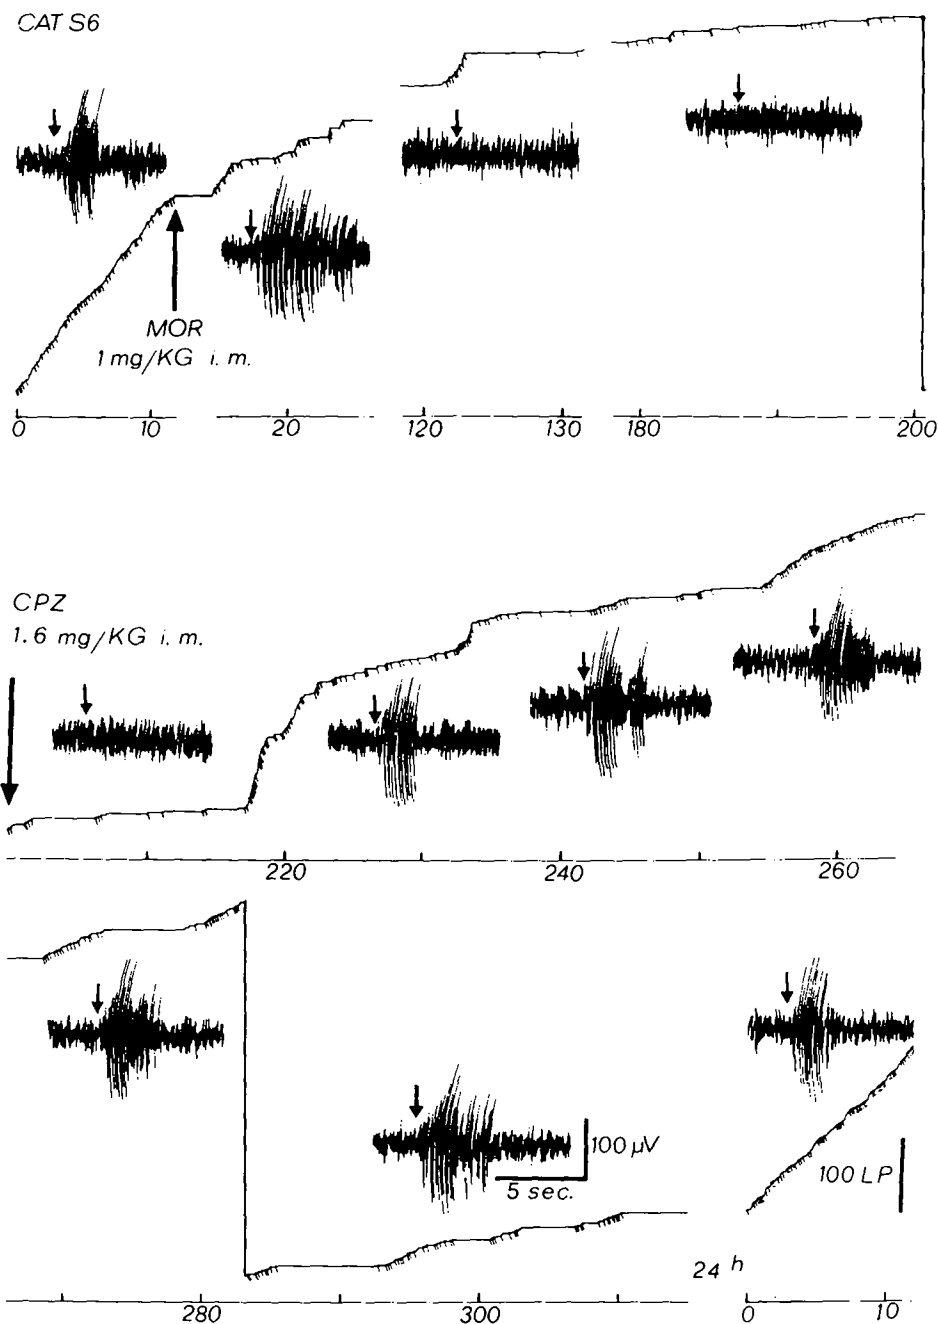 CAT S6
MOR
1 mg/KG i.m.
0 10 20 120 130 180 200
CPZ
1.6 mg/KG i.m.
220 240 260
100 µV
5 sec.
100 LP
24 h
280 300 0 10